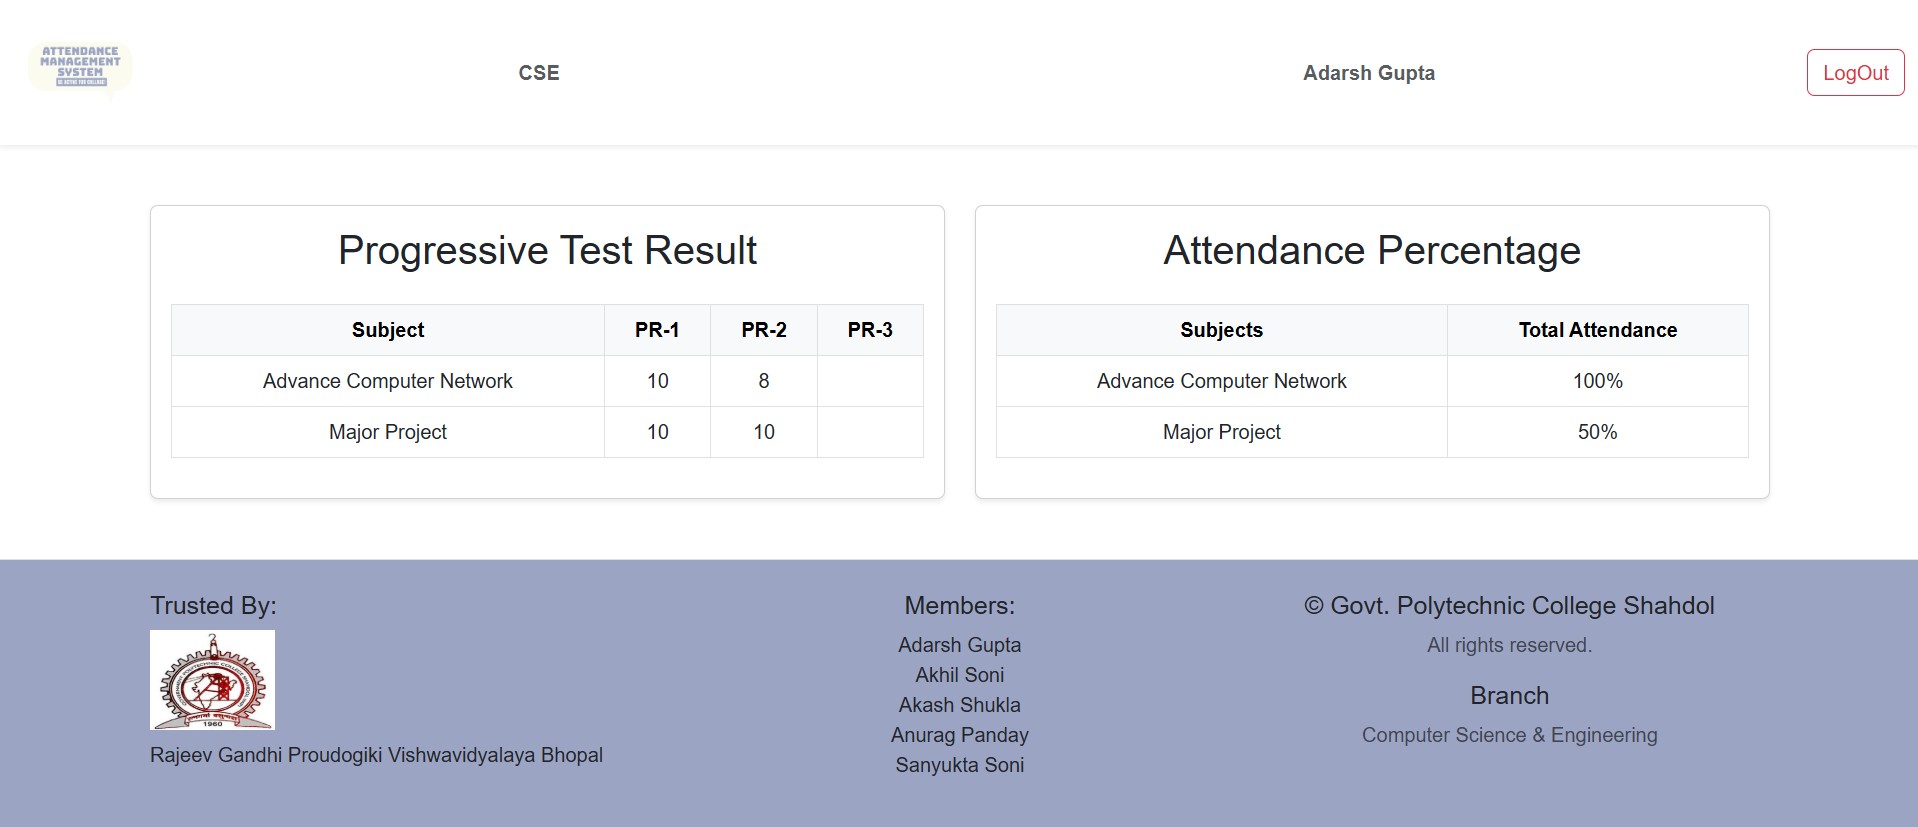 ATTENDANCE
MANAGEMENT
SYSTEM
CSE
Adarsh Gupta
LogOut
Progressive Test Result
Subject PR-1 PR-2 PR-3
Advance Computer Network 10 8
Major Project 10 10
Attendance Percentage
Subjects Total Attendance
Advance Computer Network 100%
Major Project 50%
Trusted By:
1960
Rajeev Gandhi Proudogiki Vishwavidyalaya Bhopal
Members:
Adarsh Gupta
Akhil Soni
Akash Shukla
Anurag Panday
Sanyukta Soni
© Govt. Polytechnic College Shahdol
All rights reserved.
Branch
Computer Science & Engineering